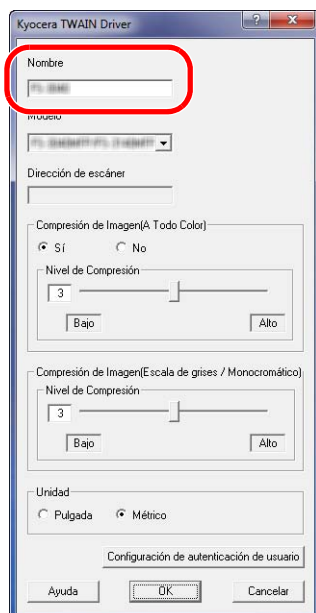 Kyocera TWAIN Driver
Nombre
Modelo
Dirección de escáner
Compresión de Imagen(A Todo Color)
Sí No
Nivel de Compresión
3
Bajo Alto
Compresión de Imagen(Escala de grises / Monocromático)
Nivel de Compresión
3
Bajo Alto
Unidad
Pulgada Métrico
Configuración de autenticación de usuario
Ayuda OK Cancelar